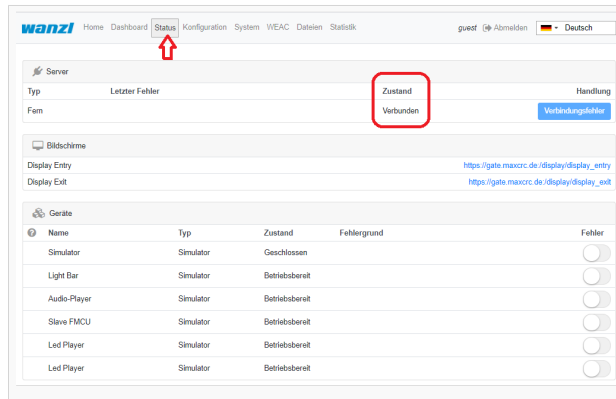 wanzl Home Dashboard Status Konfiguration System WEAC Dateien Statistik guest Abmelden Deutsch
Server
Typ Letzter Fehler Zustand Handlung
Fern Verbunden Verbindungsfehler
Bildschirme
Display Entry https://gate.maxcrc.de:/display/display_entry
Display Exit https://gate.maxcrc.de:/display/display_exit
Geräte
Name Typ Zustand Fehlergrund Fehler
Simulator Simulator Geschlossen
Light Bar Simulator Betriebsbereit
Audio-Player Simulator Betriebsbereit
Slave FMCU Simulator Betriebsbereit
Led Player Simulator Betriebsbereit
Led Player Simulator Betriebsbereit